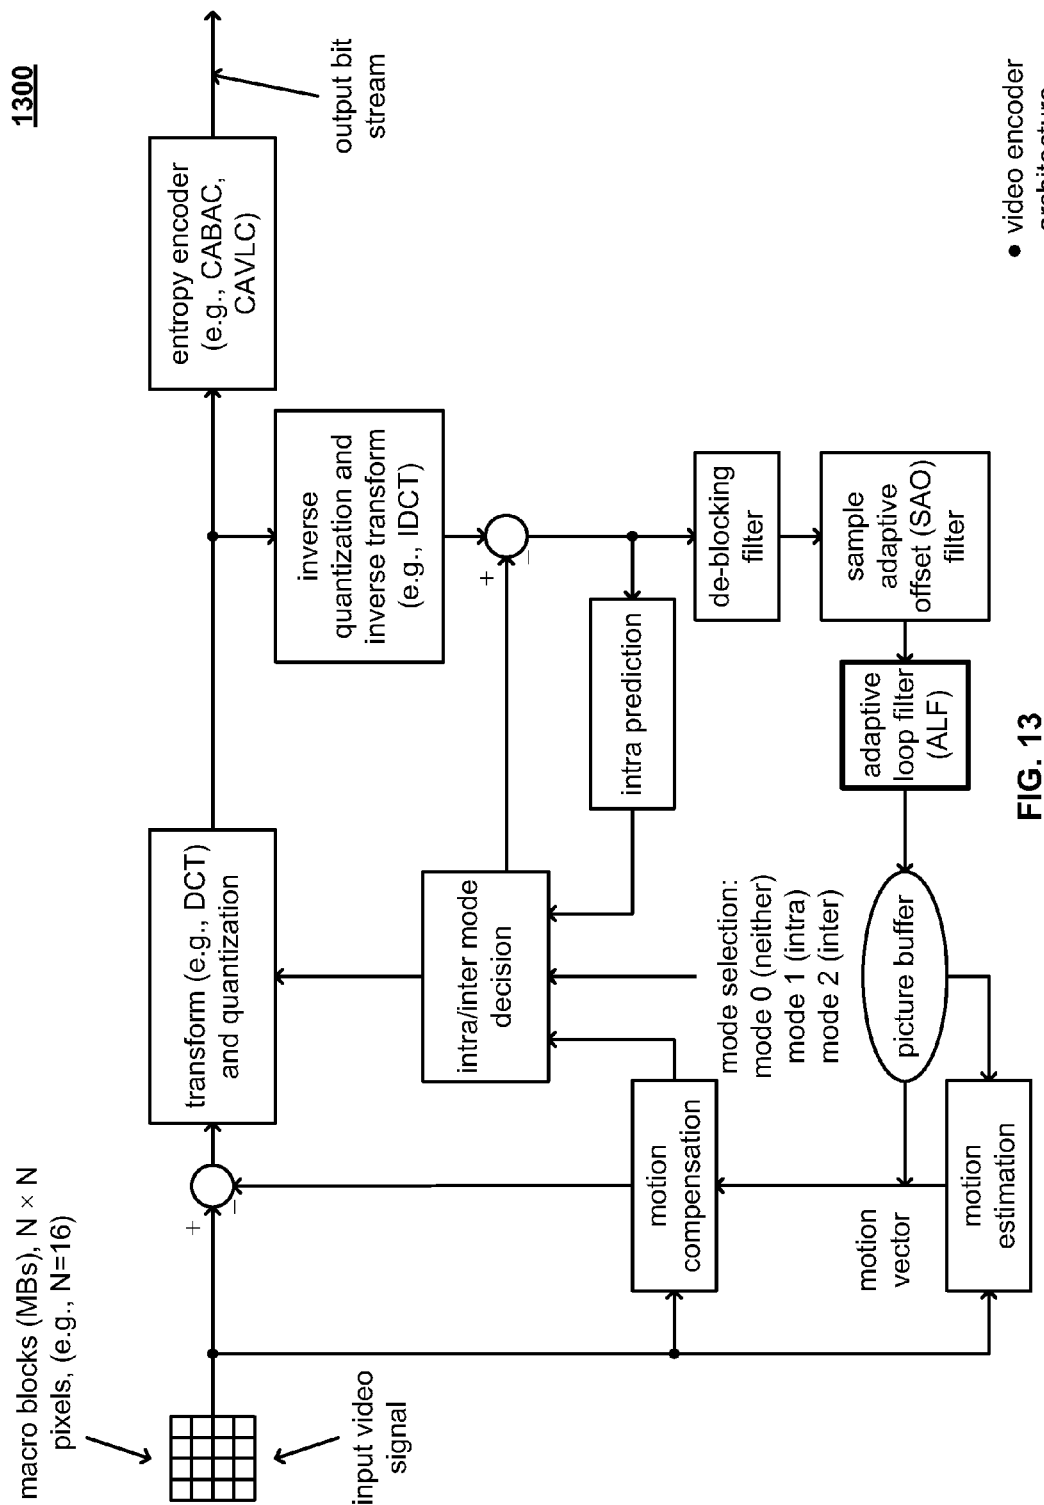 1300
macro blocks (MBs), N × N
pixels, (e.g., N=16)
input video
signal
+
−
transform (e.g., DCT)
and quantization
entropy encoder
(e.g., CABAC,
CAVLC)
output bit
stream
inverse
quantization and
inverse transform
(e.g., IDCT)
+
−
intra/inter mode
decision
intra prediction
motion
compensation
mode selection:
mode 0 (neither)
mode 1 (intra)
mode 2 (inter)
de-blocking
filter
sample
adaptive
offset (SAO)
filter
adaptive
loop filter
(ALF)
picture buffer
motion
vector
motion
estimation
• video encoder
architecture
FIG. 13